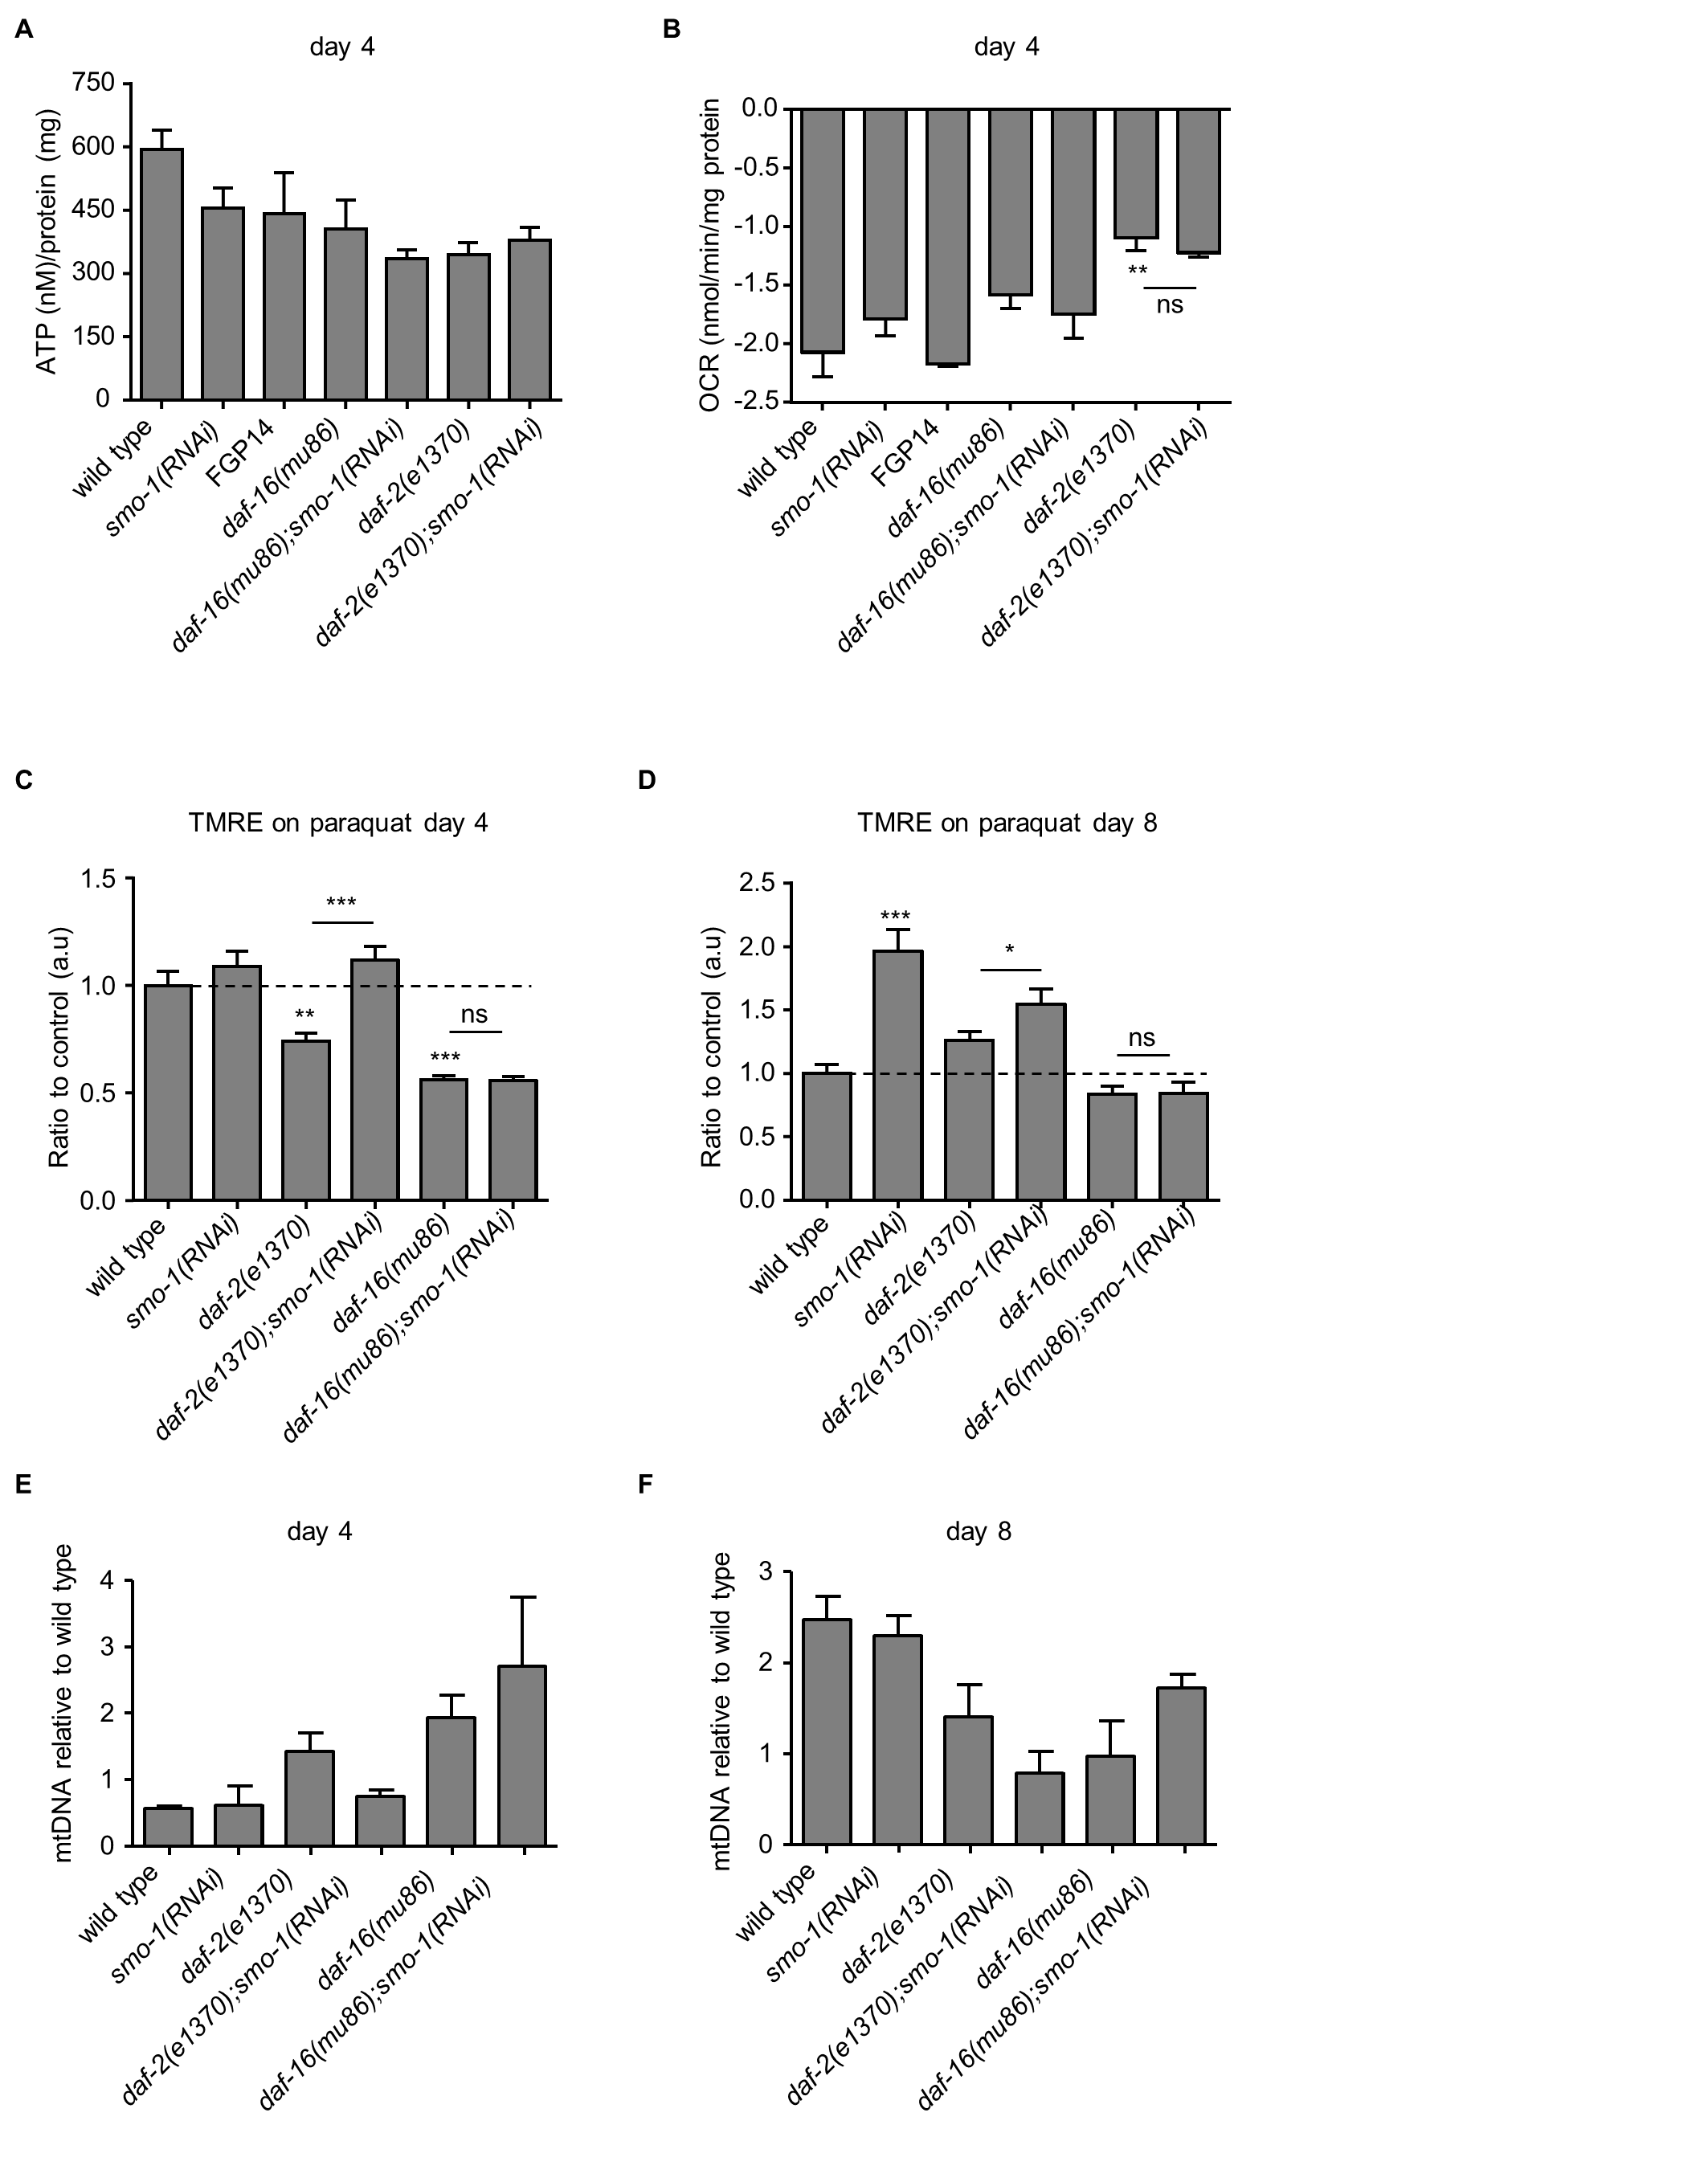 A
day 4
ATP (nM)/protein (mg)
750
600
450
300
150
0
wild type
smo-1(RNAi)
FGP14
daf-16(mu86)
daf-16(mu86);smo-1(RNAi)
daf-2(e1370)
daf-2(e1370);smo-1(RNAi)
B
day 4
OCR (nmol/min/mg protein
0.0
-0.5
-1.0
-1.5
-2.0
-2.5
**
ns
wild type
smo-1(RNAi)
FGP14
daf-16(mu86)
daf-16(mu86);smo-1(RNAi)
daf-2(e1370)
daf-2(e1370);smo-1(RNAi)
C
TMRE on paraquat day 4
Ratio to control (a.u)
1.5
1.0
0.5
0.0
***
**
***
ns
wild type
smo-1(RNAi)
daf-2(e1370)
daf-2(e1370);smo-1(RNAi)
daf-16(mu86)
daf-16(mu86);smo-1(RNAi)
D
TMRE on paraquat day 8
Ratio to control (a.u)
2.5
2.0
1.5
1.0
0.5
0.0
***
*
ns
wild type
smo-1(RNAi)
daf-2(e1370)
daf-2(e1370);smo-1(RNAi)
daf-16(mu86)
daf-16(mu86);smo-1(RNAi)
E
day 4
mtDNA relative to wild type
4
3
2
1
0
wild type
smo-1(RNAi)
daf-2(e1370)
daf-2(e1370);smo-1(RNAi)
daf-16(mu86)
daf-16(mu86);smo-1(RNAi)
F
day 8
mtDNA relative to wild type
3
2
1
0
wild type
smo-1(RNAi)
daf-2(e1370)
daf-2(e1370);smo-1(RNAi)
daf-16(mu86)
daf-16(mu86);smo-1(RNAi)